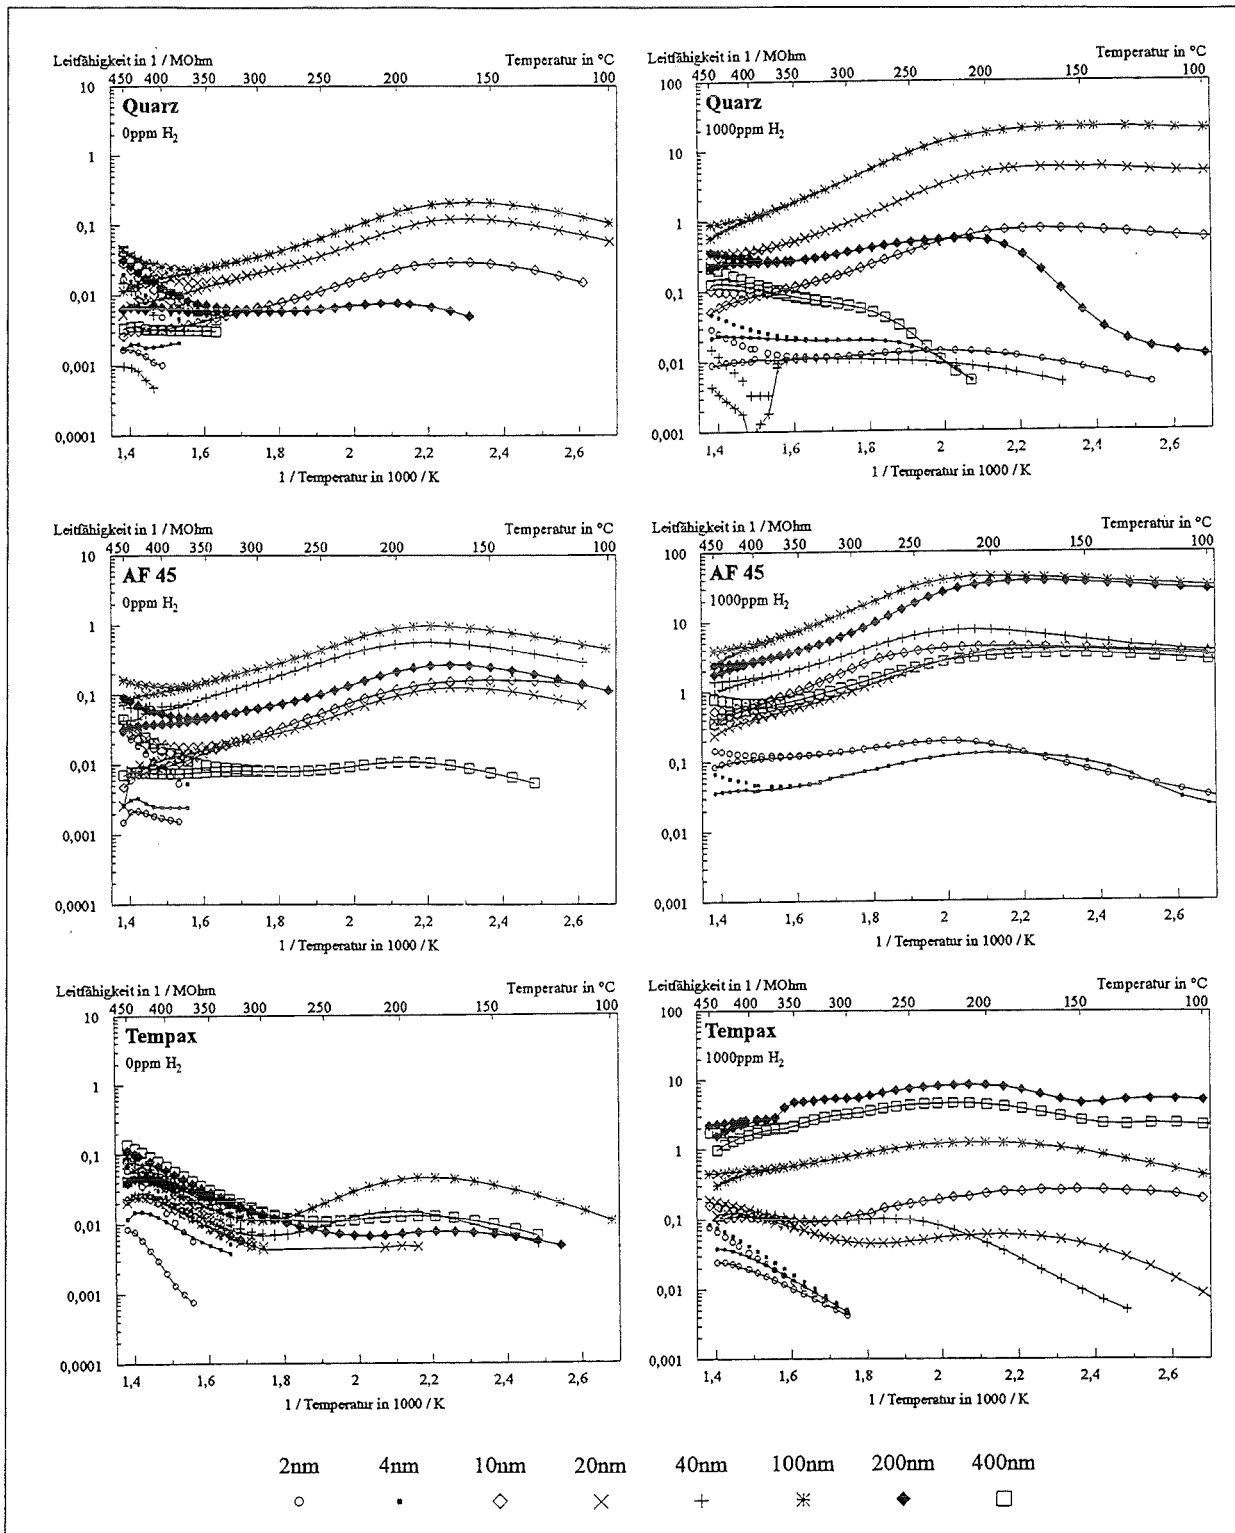 Leitfähigkeit in 1 / MOhm Temperatur in °C
450 400 350 300 250 200 150 100
10
Quarz
0ppm H2
1
0,1
0,01
0,001
0,0001
1,4 1,6 1,8 2 2,2 2,4 2,6
1 / Temperatur in 1000 / K
Leitfähigkeit in 1 / MOhm Temperatur in °C
450 400 350 300 250 200 150 100
100
Quarz
1000ppm H2
10
1
0,1
0,01
0,001
1,4 1,6 1,8 2 2,2 2,4 2,6
1 / Temperatur in 1000 / K
Leitfähigkeit in 1 / MOhm Temperatur in °C
450 400 350 300 250 200 150 100
10
AF 45
0ppm H2
1
0,1
0,01
0,001
0,0001
1,4 1,6 1,8 2 2,2 2,4 2,6
1 / Temperatur in 1000 / K
Leitfähigkeit in 1 / MOhm Temperatur in °C
450 400 350 300 250 200 150 100
100
AF 45
1000ppm H2
10
1
0,1
0,01
0,001
1,4 1,6 1,8 2 2,2 2,4 2,6
1 / Temperatur in 1000 / K
Leitfähigkeit in 1 / MOhm Temperatur in °C
450 400 350 300 250 200 150 100
10
Tempax
0ppm H2
1
0,1
0,01
0,001
0,0001
1,4 1,6 1,8 2 2,2 2,4 2,6
1 / Temperatur in 1000 / K
Leitfähigkeit in 1 / MOhm Temperatur in °C
450 400 350 300 250 200 150 100
100
Tempax
1000ppm H2
10
1
0,1
0,01
0,001
1,4 1,6 1,8 2 2,2 2,4 2,6
1 / Temperatur in 1000 / K
2nm 4nm 10nm 20nm 40nm 100nm 200nm 400nm